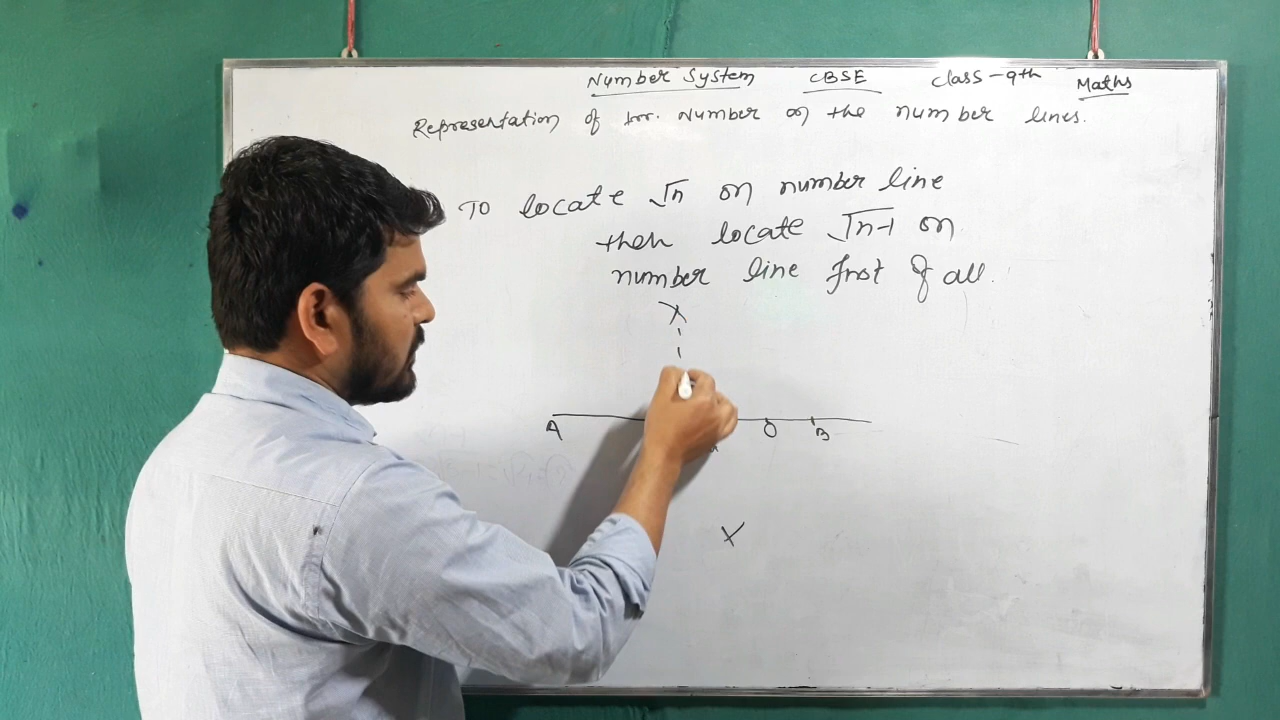 Number System CBSE Class-9th Maths
Representation of Irr. Number on the number lines.
To locate √n on number line
then locate √n-1 on
number line first of all.
A O B